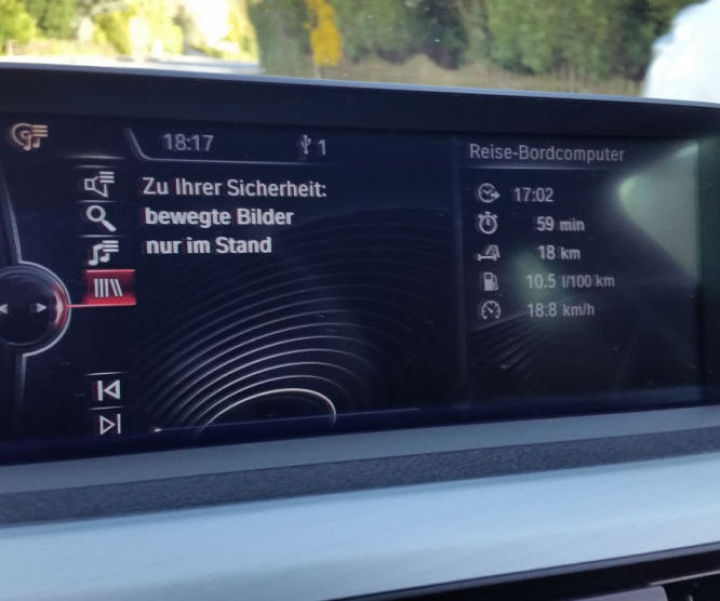 18:17 1
Zu Ihrer Sicherheit:
bewegte Bilder
nur im Stand
Reise-Bordcomputer
17:02
59 min
18 km
10.5 l/100 km
18.8 km/h